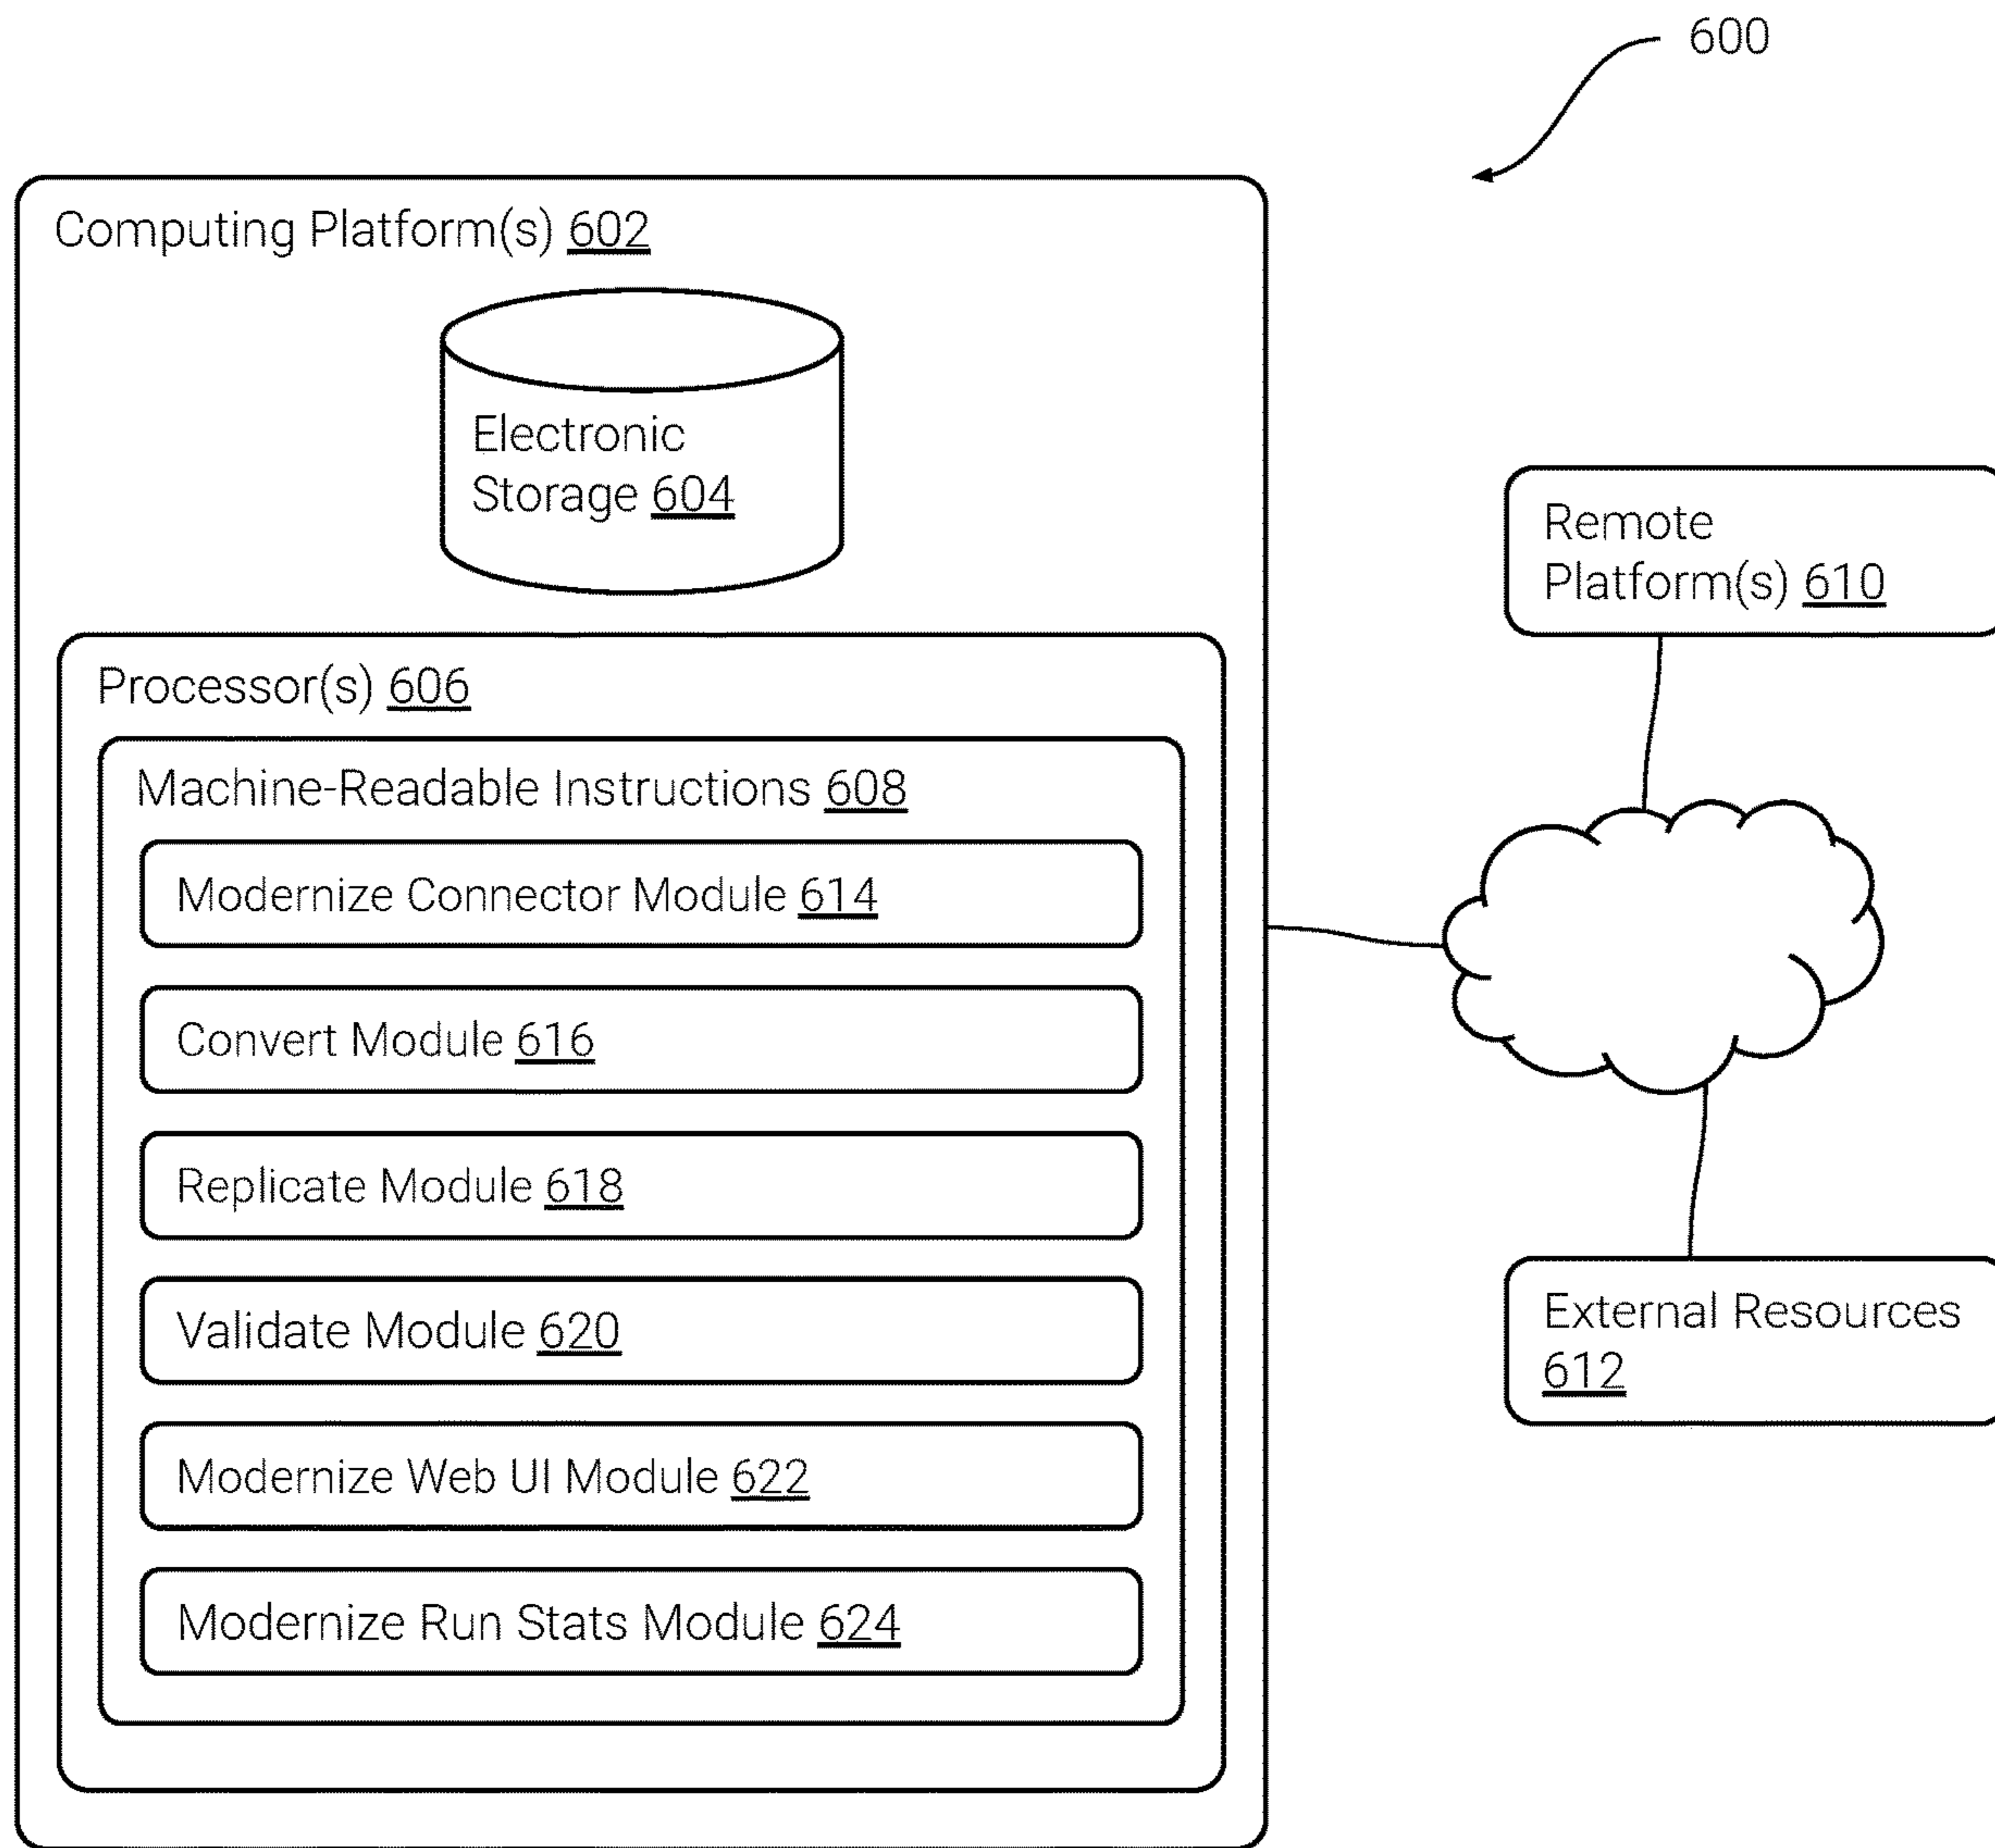 600
Computing Platform(s) 602
Electronic
Storage 604
Remote
Platform(s) 610
Processor(s) 606
Machine-Readable Instructions 608
Modernize Connector Module 614
Convert Module 616
Replicate Module 618
Validate Module 620
Modernize Web UI Module 622
Modernize Run Stats Module 624
External Resources
612